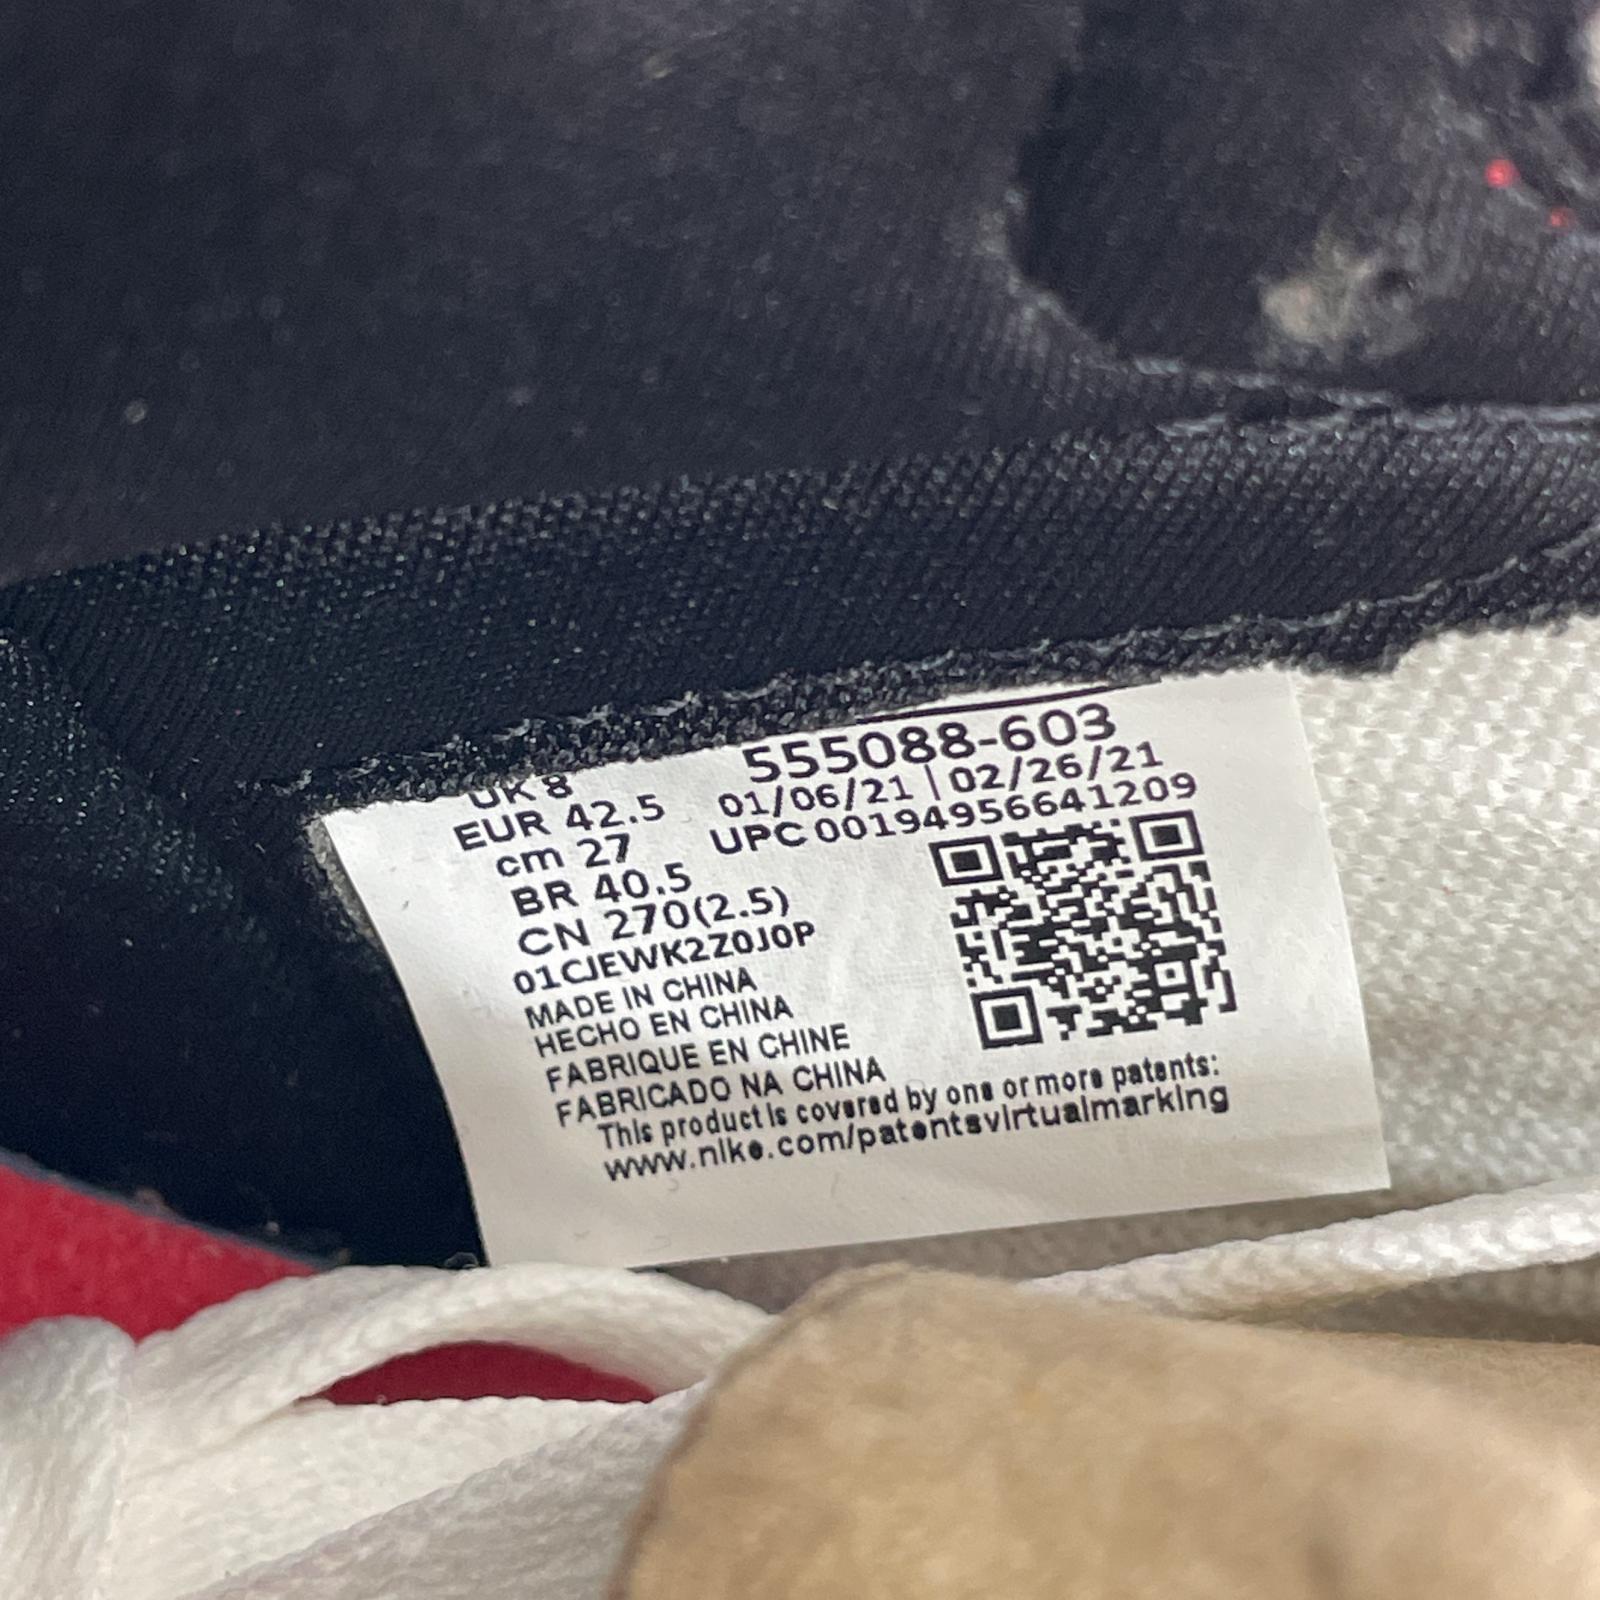 UK 8
EUR 42.5
cm 27
BR 40.5
CN 270(2.5)
01CJEWK2Z0J0P
MADE IN CHINA
HECHO EN CHINA
FABRIQUE EN CHINE
FABRICADO NA CHINA
555088-603
01/06/21 | 02/26/21
UPC 00194956641209
This product is covered by one or more patents:
www.nike.com/patentsvirtualmarking